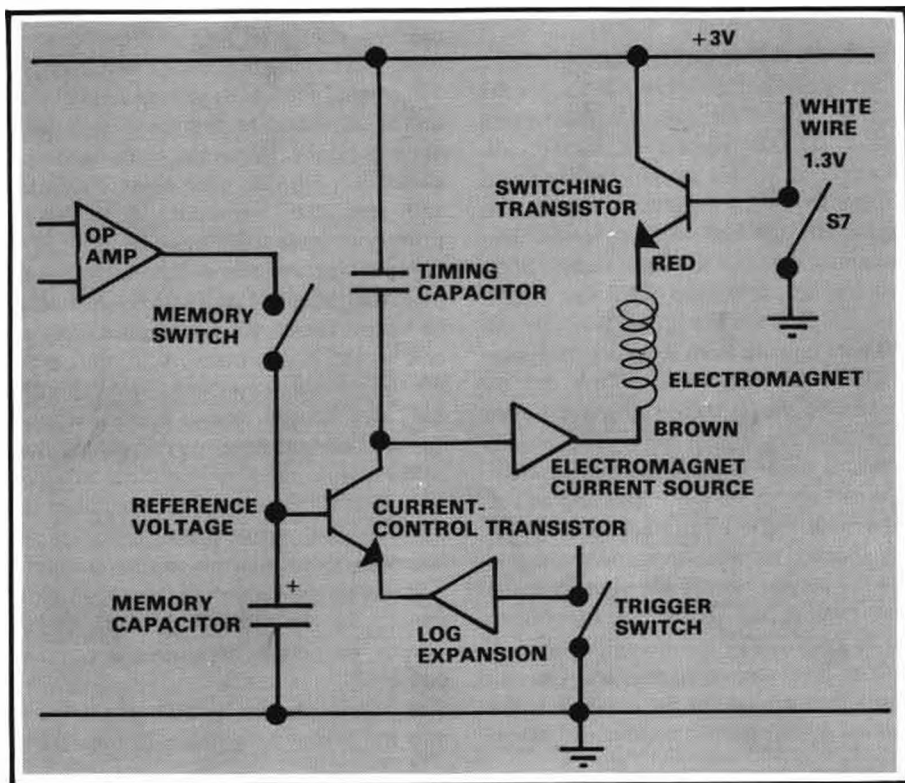 +3V
WHITE
WIRE
1.3V
S7
SWITCHING
TRANSISTOR
RED
OP
AMP
TIMING
CAPACITOR
MEMORY
SWITCH
ELECTROMAGNET
BROWN
ELECTROMAGNET
CURRENT SOURCE
REFERENCE
VOLTAGE
CURRENT-
CONTROL TRANSISTOR
+
MEMORY
CAPACITOR
LOG
EXPANSION
TRIGGER
SWITCH